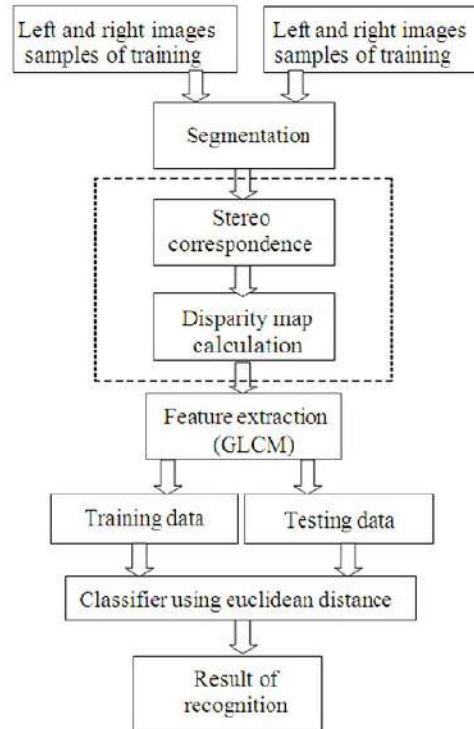 Left and right images
samples of training
Left and right images
samples of training
Segmentation
Stereo
correspondence
Disparity map
calculation
Feature extraction
(GLCM)
Training data
Testing data
Classifier using euclidean distance
Result of
recognition